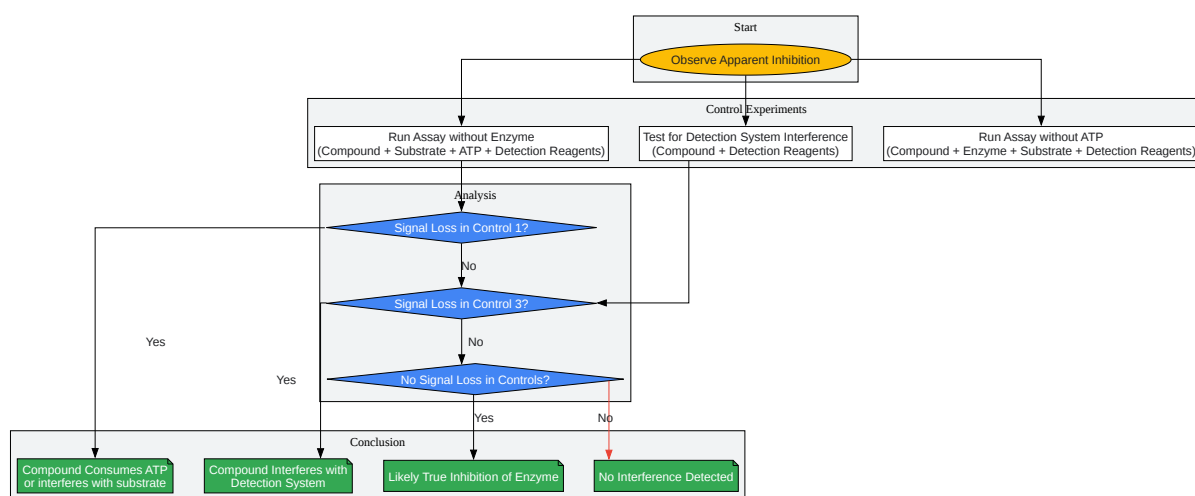 Start
Observe Apparent Inhibition
Control Experiments
Run Assay without Enzyme
(Compound + Substrate + ATP + Detection Reagents)
Test for Detection System Interference
(Compound + Detection Reagents)
Run Assay without ATP
(Compound + Enzyme + Substrate + Detection Reagents)
Analysis
Signal Loss in Control 1?
No
Signal Loss in Control 3?
No
Yes
Yes
No Signal Loss in Controls?
Yes
No
Conclusion
Compound Consumes ATP
or interferes with substrate
Compound Interferes with
Detection System
Likely True Inhibition of Enzyme
No Interference Detected